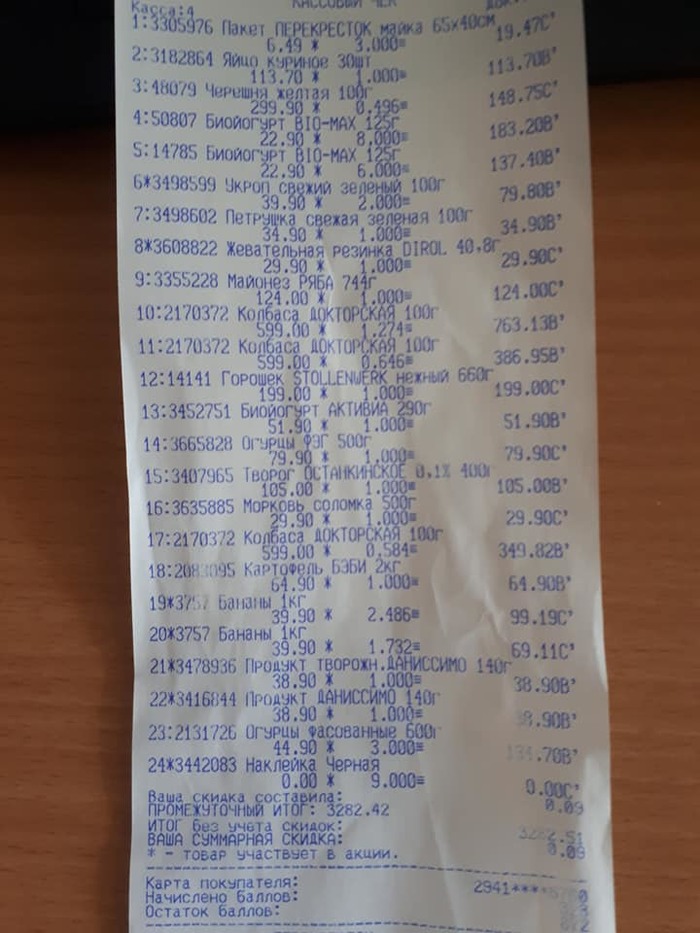 Касса:4 КАССОВЫЙ ЧЕК
1:3305976 Пакет ПЕРЕКРЕСТОК майка 65х40см
6.49 * 3.000= 19.47С'
2:3182864 Яйцо куриное 30шт
113.70 * 1.000= 113.70В'
3:48079 Черешня желтая 100г
299.90 * 0.496= 148.75С'
4:50807 Биойогурт BIO-MAX 125г
22.90 * 8.000= 183.20В'
5:14785 Биойогурт BIO-MAX 125г
22.90 * 6.000= 137.40В'
6*3498599 Укроп свежий зеленый 100г
39.90 * 2.000= 79.80В'
7:3498602 Петрушка свежая зеленая 100г
34.90 * 1.000= 34.90В'
8*3608822 Жевательная резинка DIROL 40,8г
29.90 * 1.000= 29.90С'
9:3355228 Майонез РЯБА 744г
124.00 * 1.000= 124.00С'
10:2170372 Колбаса ДОКТОРСКАЯ 100г
599.00 * 1.274= 763.13В'
11:2170372 Колбаса ДОКТОРСКАЯ 100г
599.00 * 0.646= 386.95В'
12:14141 Горошек STOLLENWERK нежный 660г
199.00 * 1.000= 199.00С'
13:3452751 Биойогурт АКТИВИА 290г
51.90 * 1.000= 51.90В'
14:3665828 Огурцы ФЭГ 500г
79.90 * 1.000= 79.90С'
15:3407965 Творог ОСТАНКИНСКОЕ 0,1% 400г
105.00 * 1.000= 105.00В'
16:3635885 Морковь соломка 500г
29.90 * 1.000= 29.90С'
17:2170372 Колбаса ДОКТОРСКАЯ 100г
599.00 * 0.584= 349.82В'
18:2083095 Картофель БЭБИ 2кг
64.90 * 1.000= 64.90В'
19*3757 Бананы 1кг
39.90 * 2.486= 99.19С'
20*3757 Бананы 1кг
39.90 * 1.732= 69.11С'
21*3478936 Продукт ТВОРОЖН.ДАНИССИМО 140г
38.90 * 1.000= 38.90В'
22*3416844 Продукт ДАНИССИМО 140г
38.90 * 1.000= 38.90В'
23:2131726 Огурцы фасованные 600г
44.90 * 3.000= 134.70В'
24*3442083 Наклейка Черная
0.00 * 9.000= 0.00С'
Ваша скидка составила: 0.09
ПРОМЕЖУТОЧНЫЙ ИТОГ: 3282.42
ИТОГ без учета скидок: 3282.51
ВАША СУММАРНАЯ СКИДКА: 0.09
* - товар участвует в акции.
Карта покупателя:
Начислено баллов:
Остаток баллов: